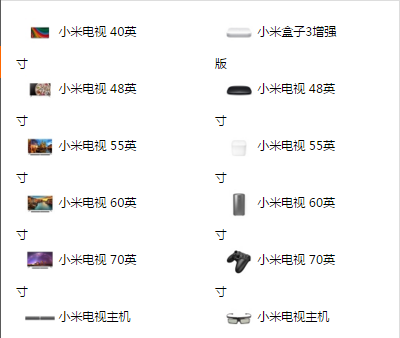 小米电视 40英 小米盒子3增强
寸 版
小米电视 48英 小米电视 48英
寸 寸
小米电视 55英 小米电视 55英
寸 寸
小米电视 60英 小米电视 60英
寸 寸
小米电视 70英 小米电视 70英
寸 寸
小米电视主机 小米电视主机